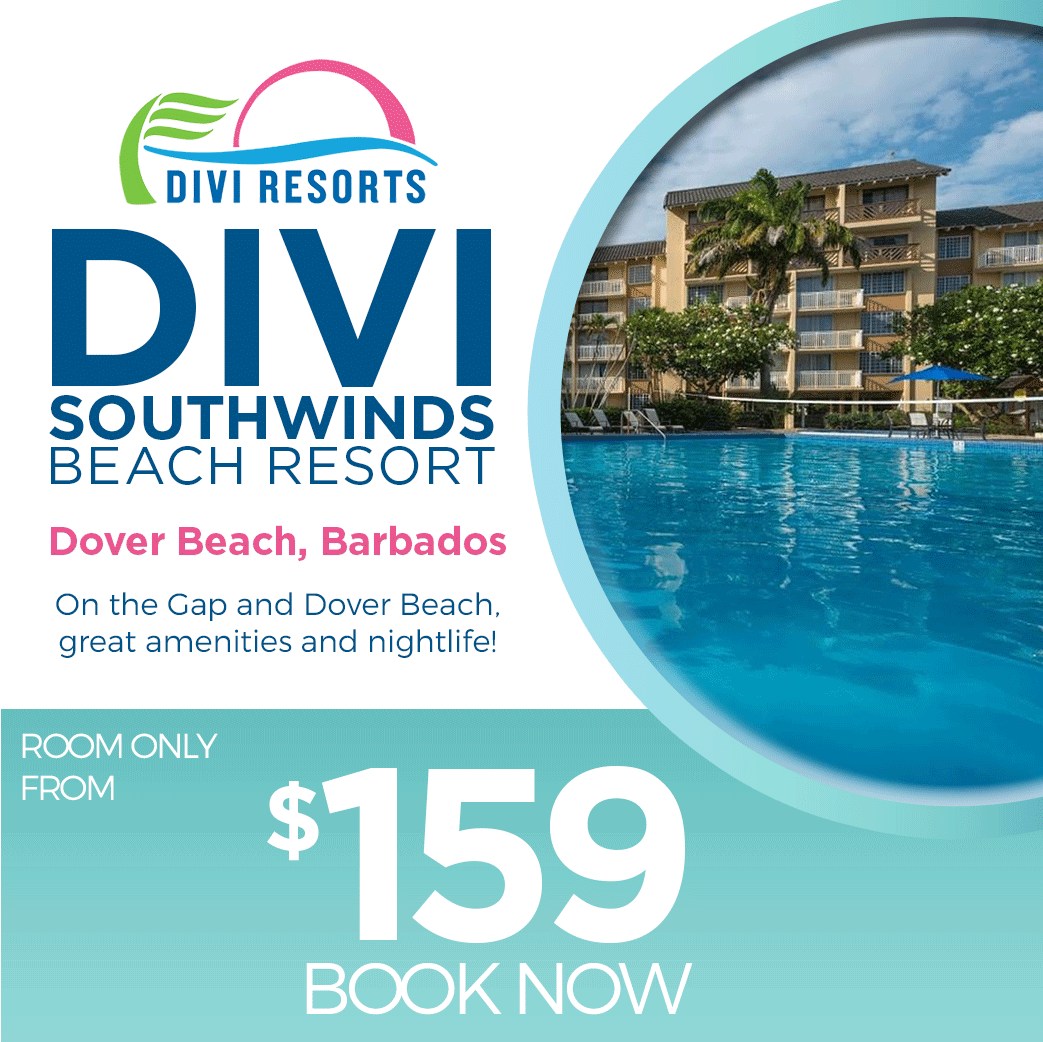 DIVI RESORTS
DIVI
SOUTHWINDS
BEACH RESORT
Dover Beach, Barbados
On the Gap and Dover Beach,
great amenities and nightlife!
ROOM ONLY
FROM
$159
BOOK NOW